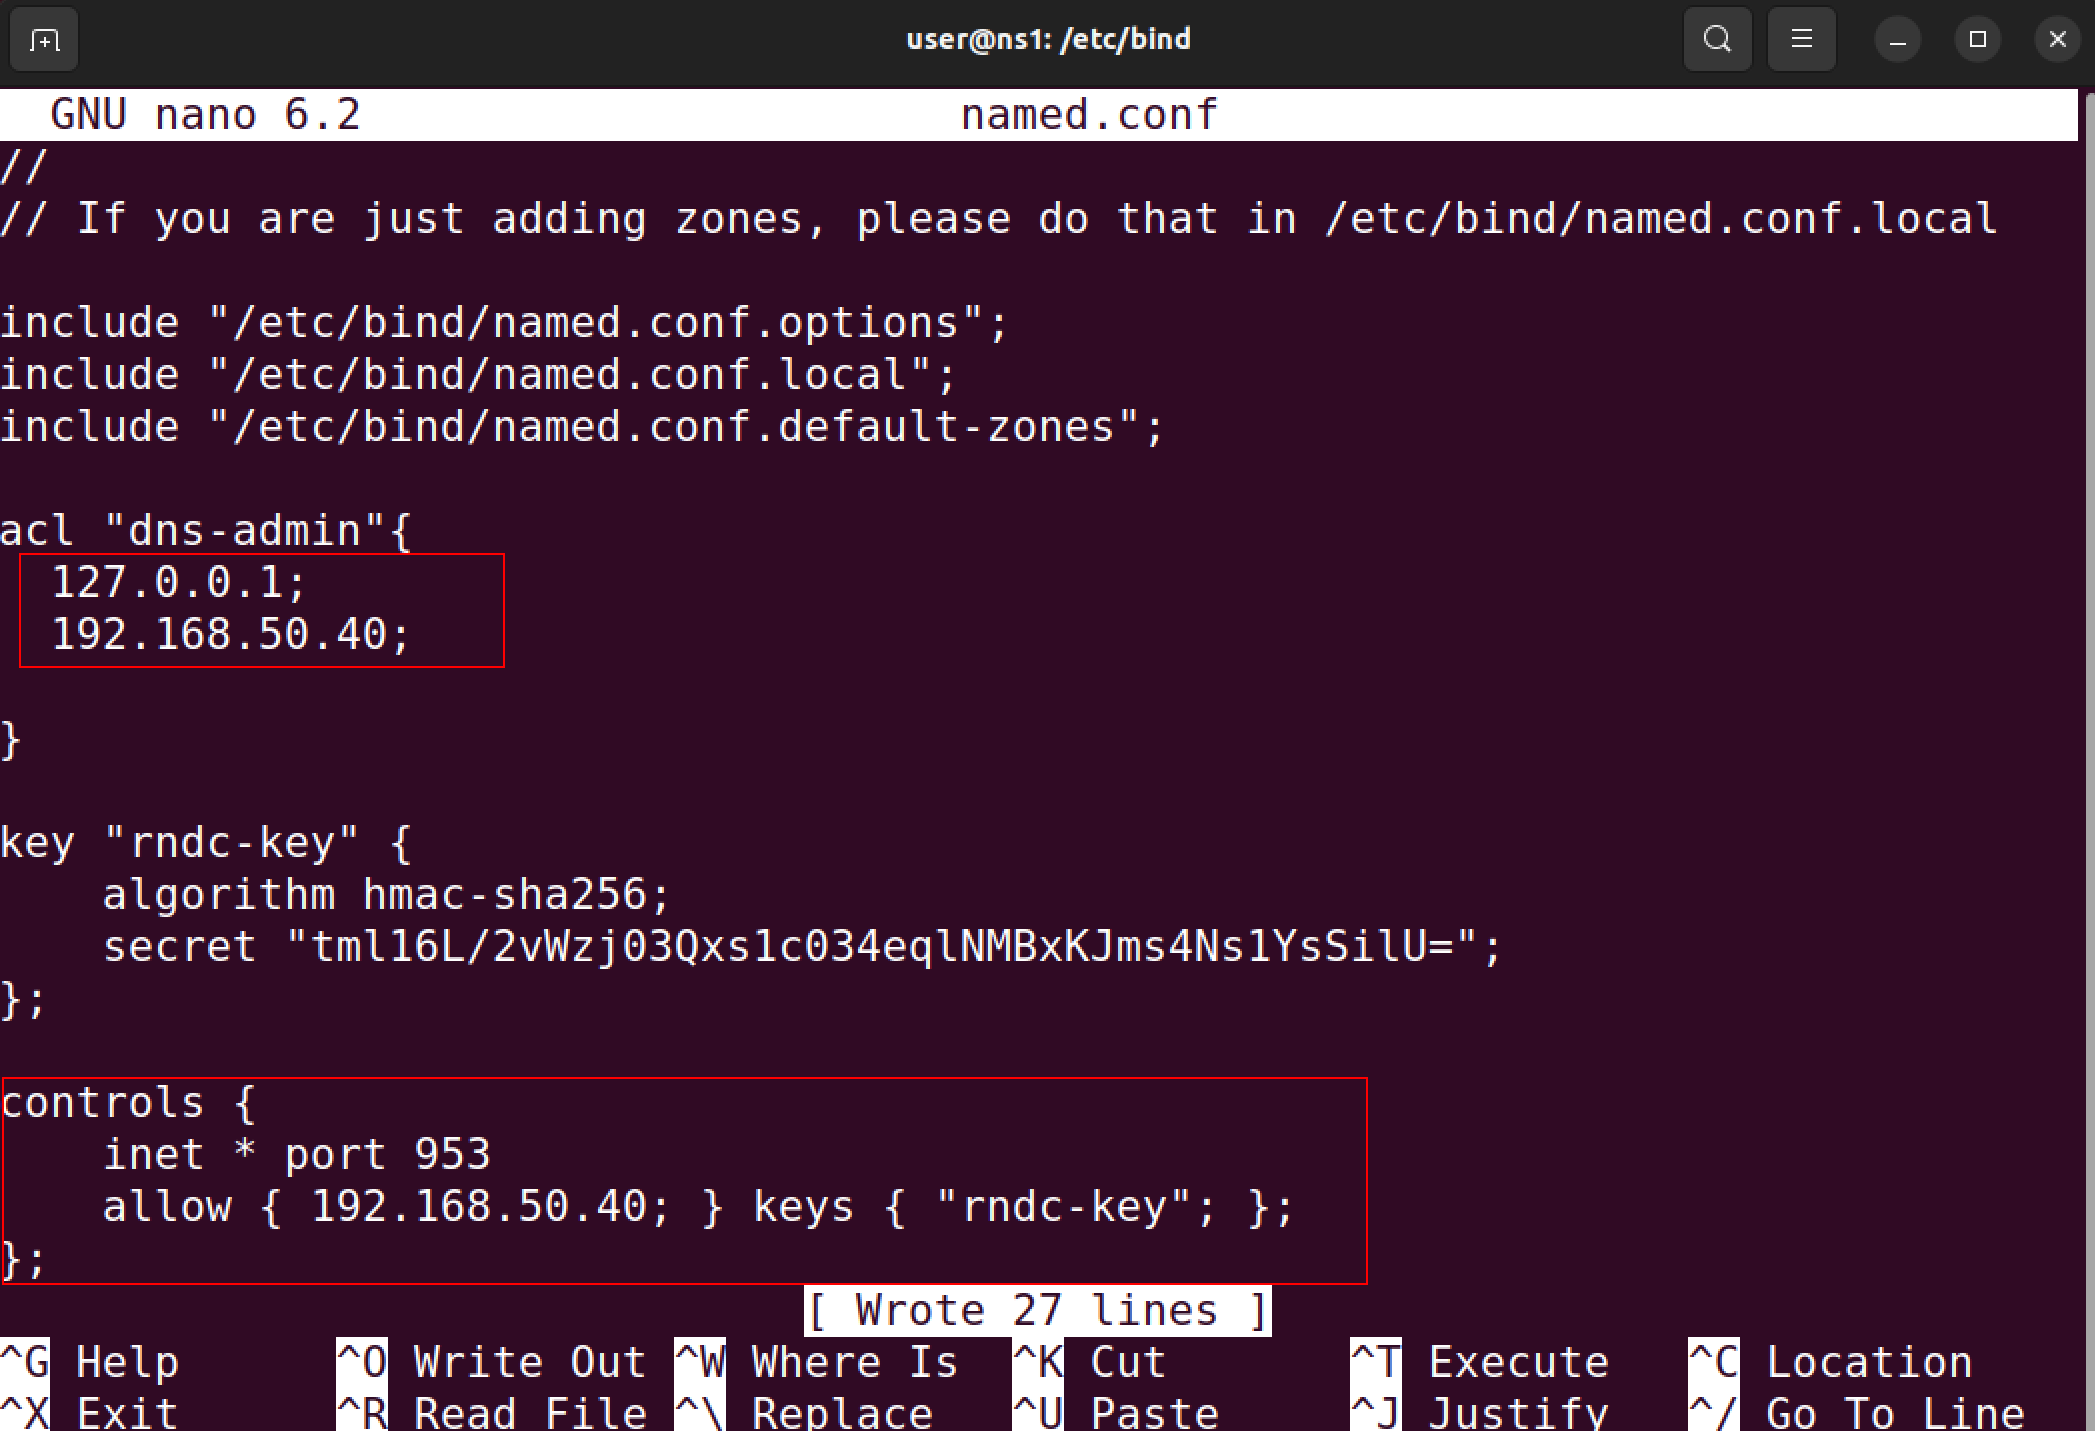 user@ns1: /etc/bind
GNU nano 6.2 named.conf
//
// If you are just adding zones, please do that in /etc/bind/named.conf.local
include "/etc/bind/named.conf.options";
include "/etc/bind/named.conf.local";
include "/etc/bind/named.conf.default-zones";
acl "dns-admin"{
127.0.0.1;
192.168.50.40;
}
key "rndc-key" {
algorithm hmac-sha256;
secret "tml16L/2vWzj03Qxs1c034eqlNMBxKJms4Ns1YsSilU=";
};
controls {
inet * port 953
allow { 192.168.50.40; } keys { "rndc-key"; };
};
[ Wrote 27 lines ]
^G Help ^O Write Out ^W Where Is ^K Cut ^T Execute ^C Location
^X Exit ^R Read File ^\ Replace ^U Paste ^J Justify ^/ Go To Line